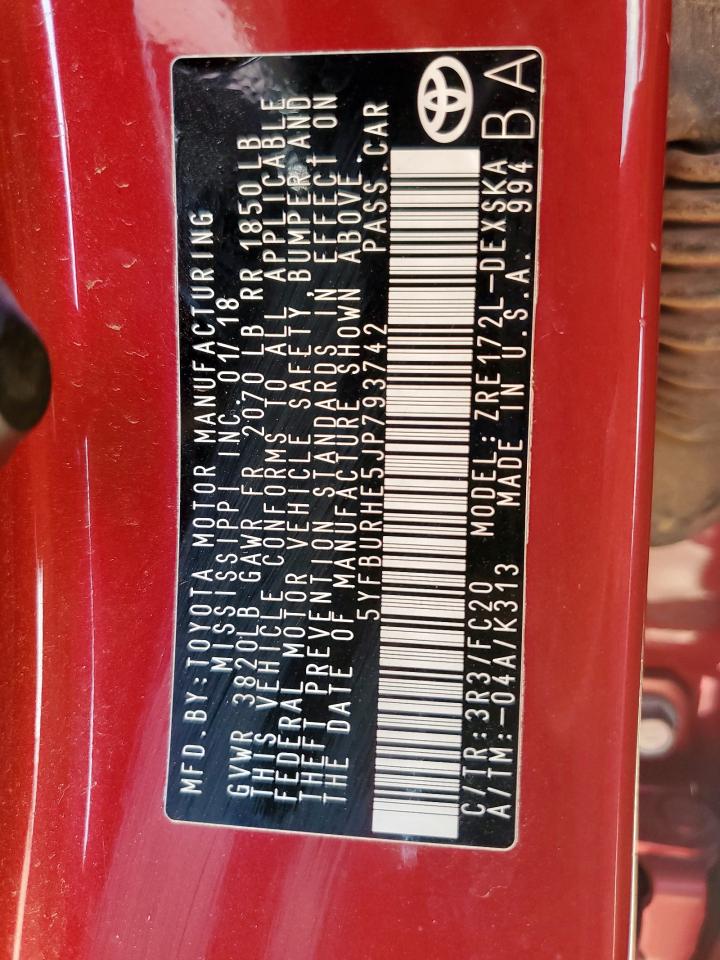 MFD.BY:TOYOTA MOTOR MANUFACTURING
MISSISSIPPI INC. 01/18
GVWR 3820LB GAWR FR 2070 LB RR 1850LB
THIS VEHICLE CONFORMS TO ALL APPLICABLE
FEDERAL MOTOR VEHICLE SAFETY, BUMPER AND
THEFT PREVENTION STANDARDS IN EFFECT ON
THE DATE OF MANUFACTURE SHOWN ABOVE.
5YFBURHE5JP793742 PASS.CAR
C/TR:3R3/FC20 MODEL: ZRE172L-DEXSKA
A/TM:-04A/K313 MADE IN U.S.A. 994
BA